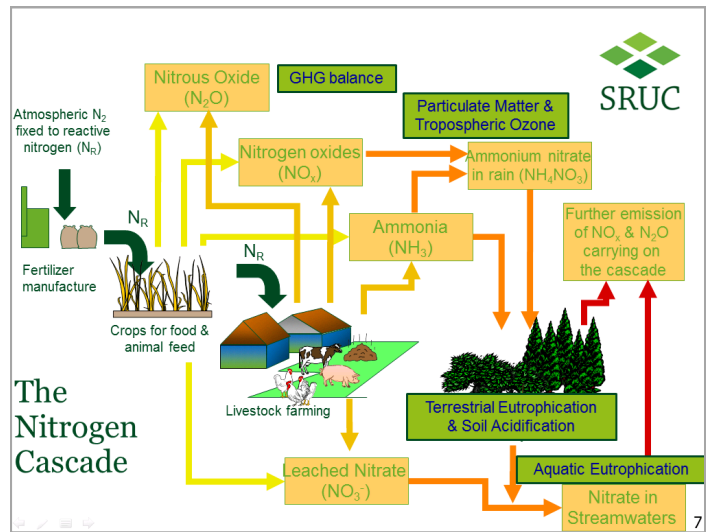 Nitrous Oxide
(N₂O)
GHG balance
SRUC
Atmospheric N₂
fixed to reactive
nitrogen (N_R)
Particulate Matter &
Tropospheric Ozone
Nitrogen oxides
(NOₓ)
Ammonium nitrate
in rain (NH₄NO₃)
N_R
Ammonia
(NH₃)
Further emission
of NOₓ & N₂O
carrying on
the cascade
N_R
Fertilizer
manufacture
Crops for food &
animal feed
Livestock farming
The
Nitrogen
Cascade
Terrestrial Eutrophication
& Soil Acidification
Leached Nitrate
(NO₃⁻)
Aquatic Eutrophication
Nitrate in
Streamwaters
7